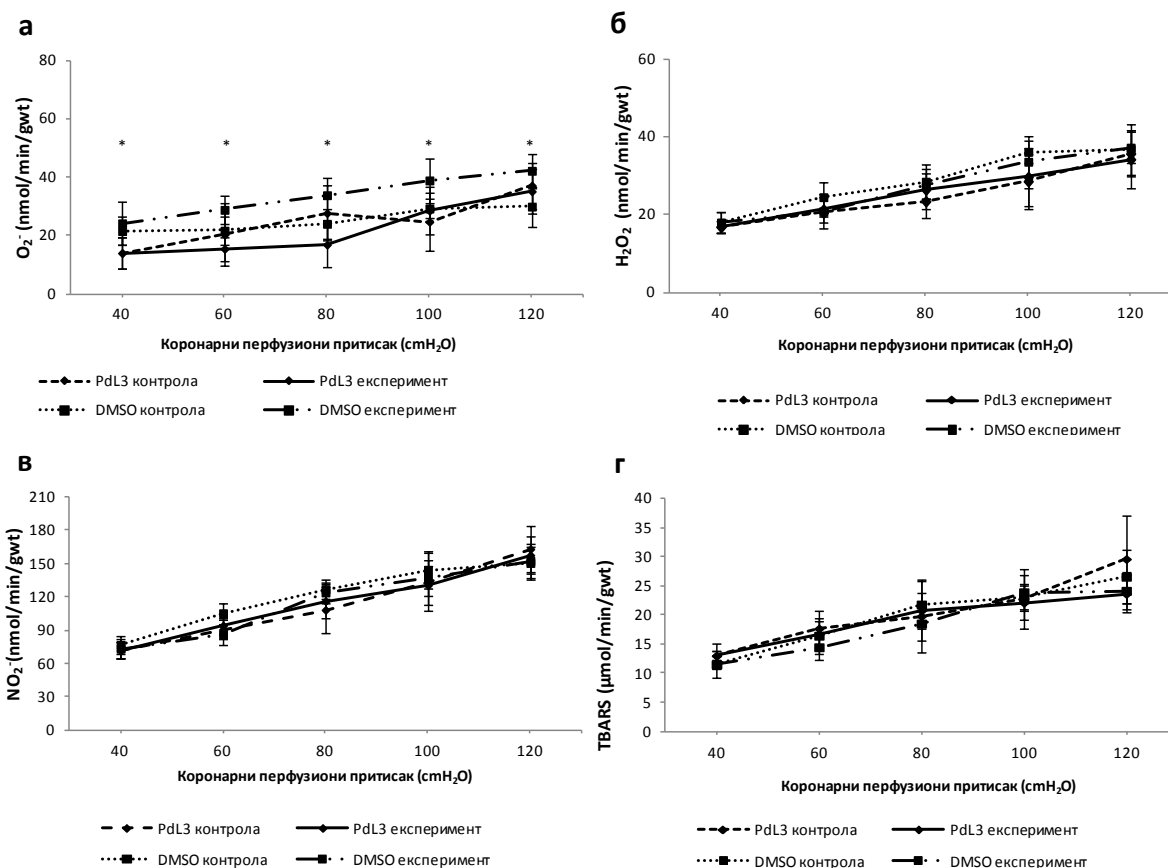 а
80
60
40
20
0
O₂⁻ (nmol/min/gwt)
* * * * *
40 60 80 100 120
Коронарни перфузиони притисак (cmH₂O)
PdL3 контрола PdL3 експеримент
DMSO контрола DMSO експеримент
б
60
40
20
0
H₂O₂ (nmol/min/gwt)
40 60 80 100 120
Коронарни перфузиони притисак (cmH₂O)
PdL3 контрола PdL3 експеримент
DMSO контрола DMSO експеримент
в
210
180
150
120
90
60
30
0
NO₂⁻ (nmol/min/gwt)
40 60 80 100 120
Коронарни перфузиони притисак (cmH₂O)
PdL3 контрола PdL3 експеримент
DMSO контрола DMSO експеримент
г
40
35
30
25
20
15
10
5
0
TBARS (μmol/min/gwt)
40 60 80 100 120
Коронарни перфузиони притисак (cmH₂O)
PdL3 контрола PdL3 експеримент
DMSO контрола DMSO експеримент